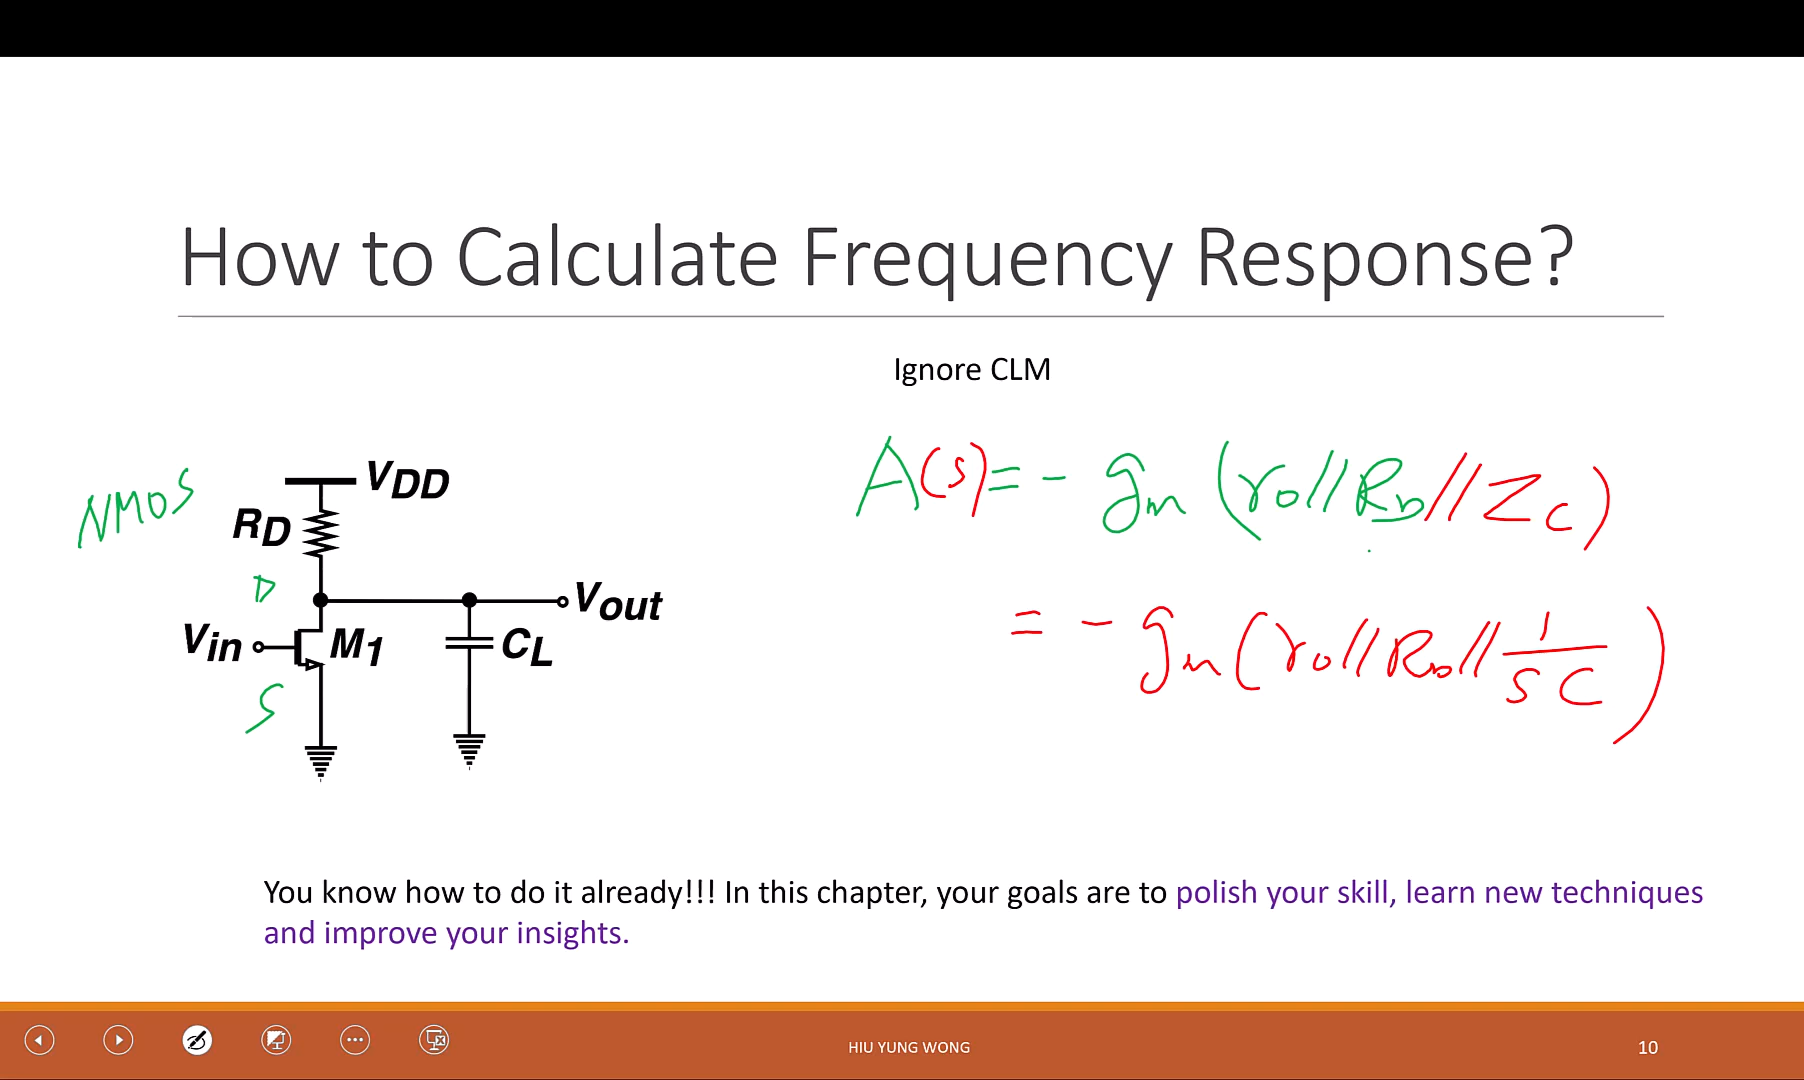 How to Calculate Frequency Response?
Ignore CLM
NMOS
VDD
RD
D
Vout
Vin
M1
CL
S
A(s) = - gm (ro//RD//Zc)
= - gm (ro//RD//1/sC)
You know how to do it already!!! In this chapter, your goals are to polish your skill, learn new techniques
and improve your insights.
HIU YUNG WONG
10